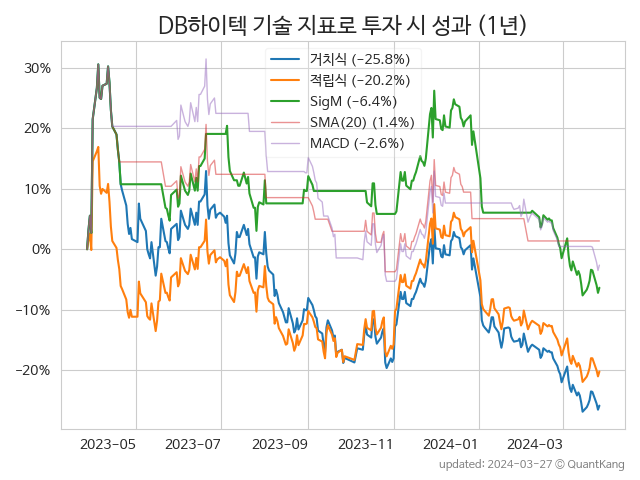 DB하이텍 기술 지표로 투자 시 성과 (1년)
거치식 (−25.8%)
적립식 (−20.2%)
SigM (−6.4%)
SMA(20) (1.4%)
MACD (−2.6%)
30%
20%
10%
0%
−10%
−20%
2023-05
2023-07
2023-09
2023-11
2024-01
2024-03
updated: 2024-03-27 © QuantKang